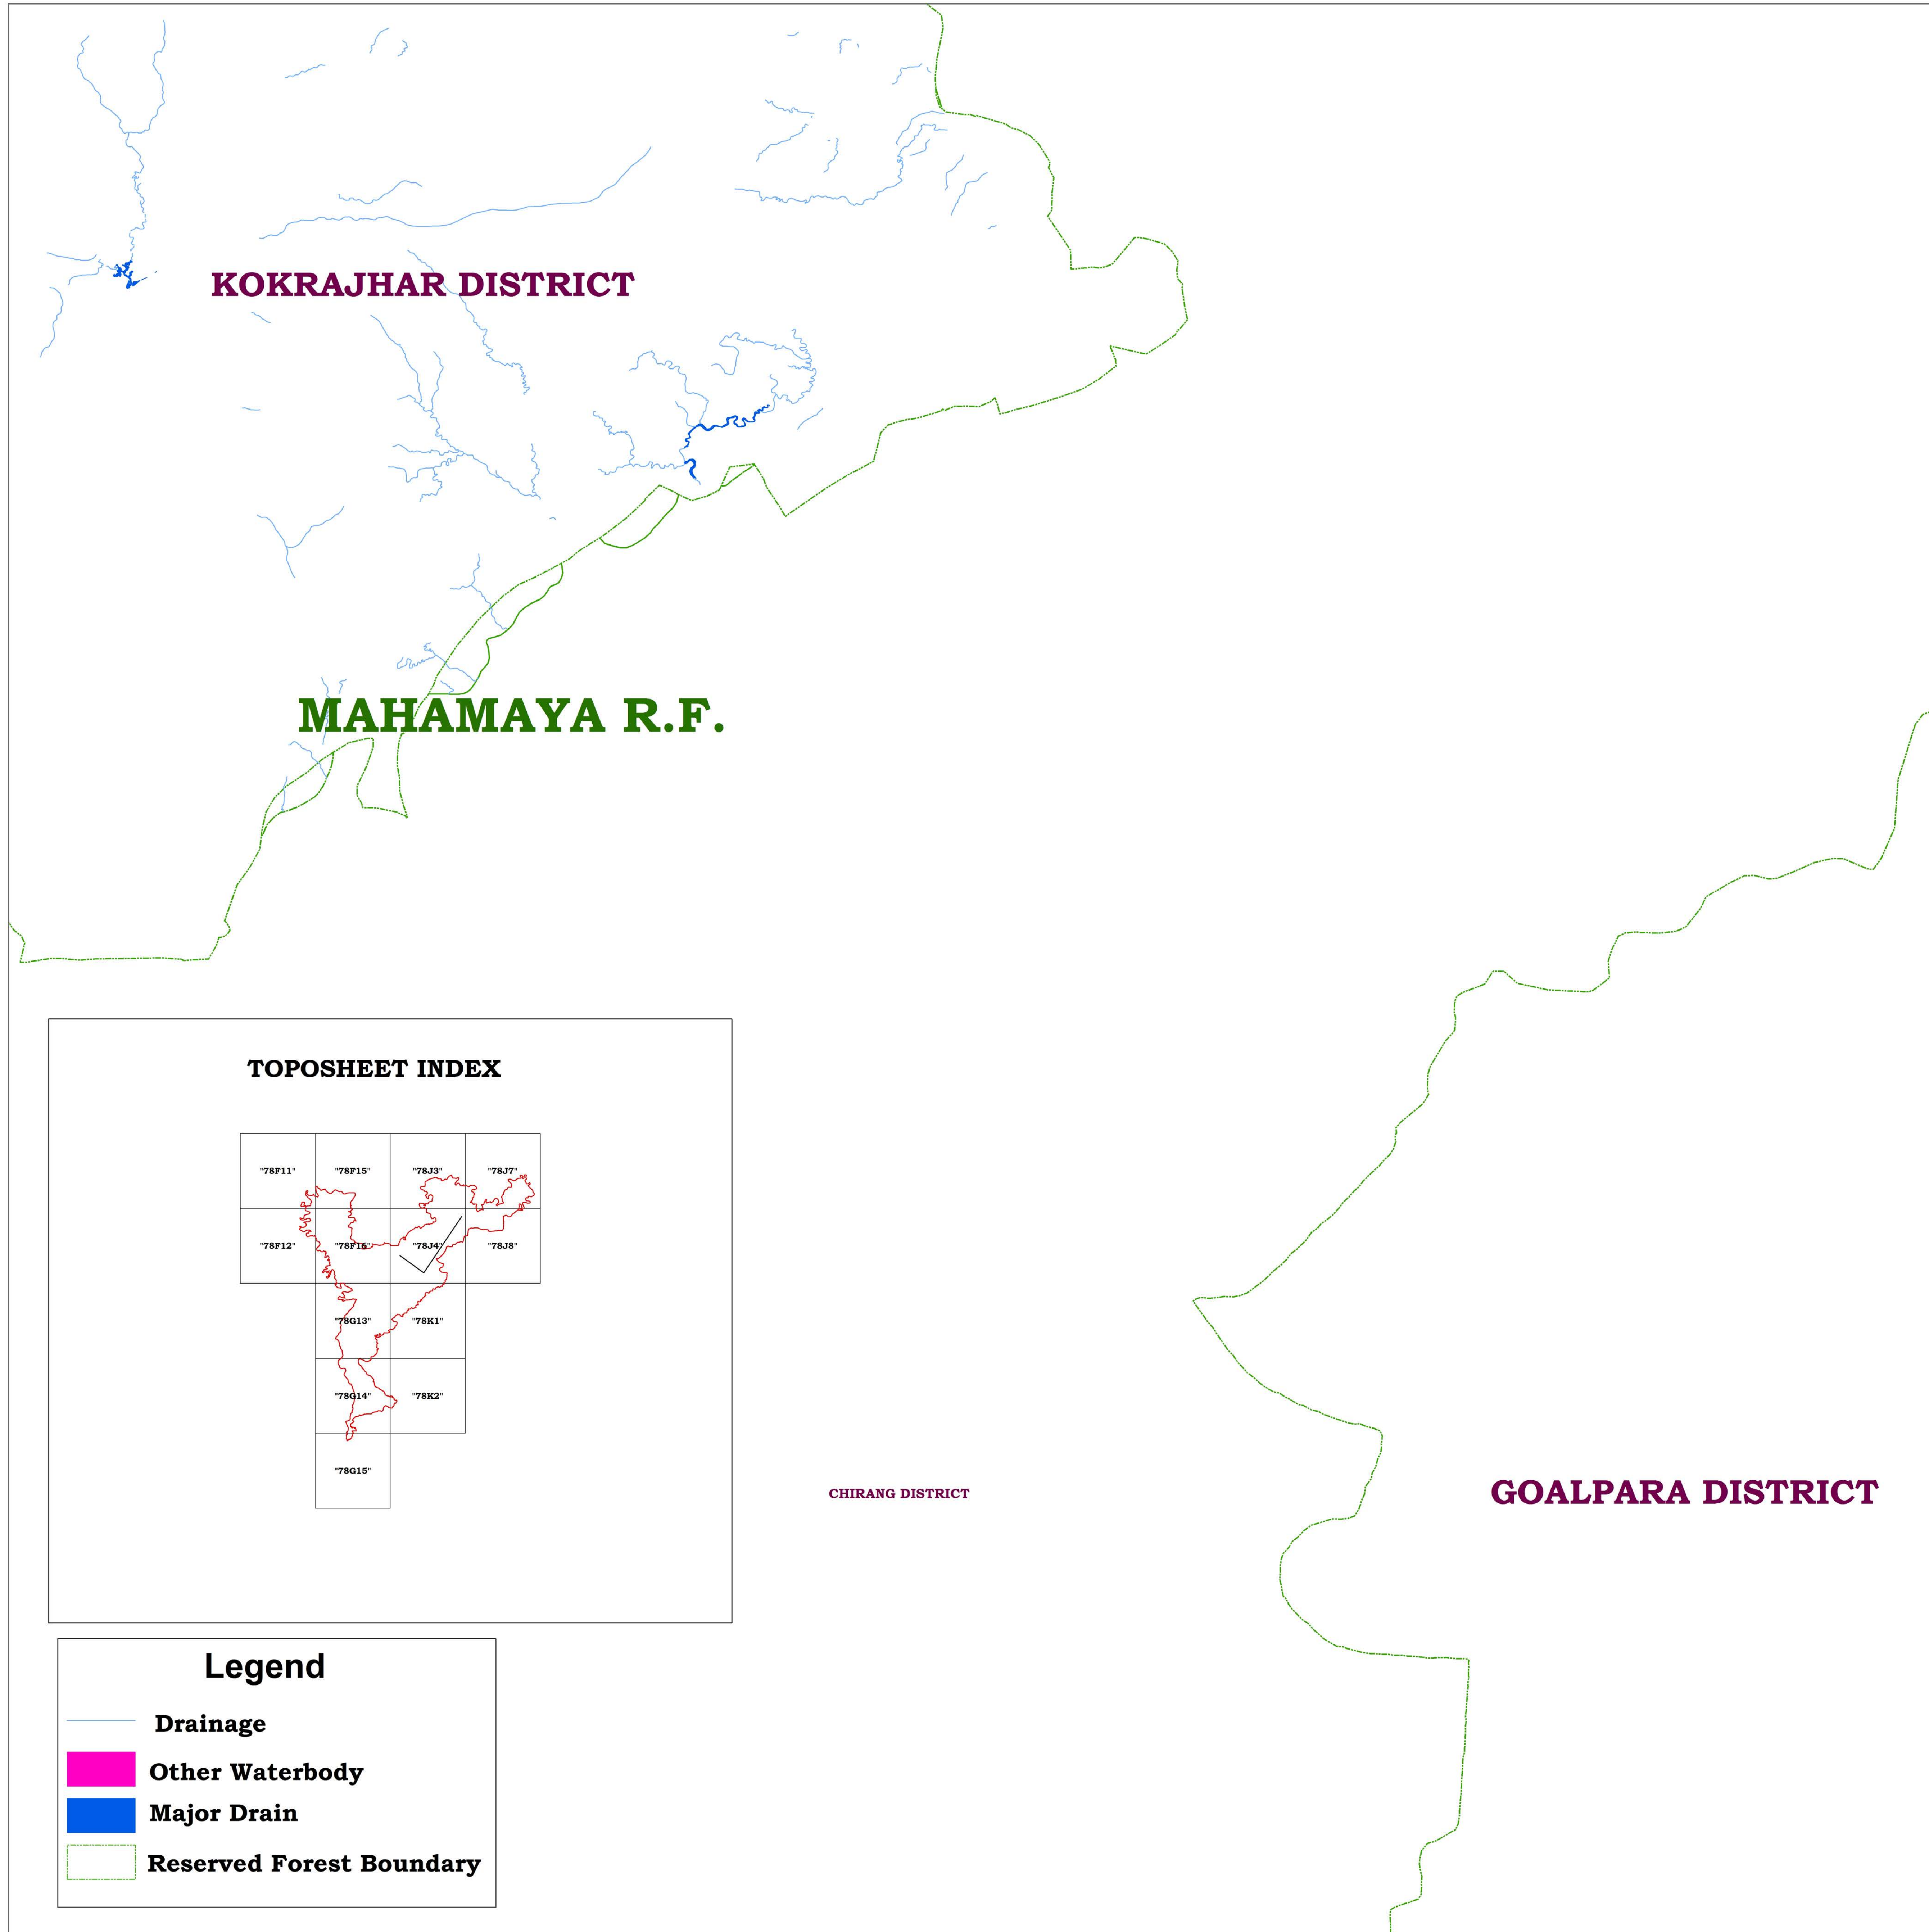 KOKRAJHAR DISTRICT
MAHAMAYA R.F.
TOPOSHEET INDEX
"78F11" "78F15" "78J3" "78J7"
"78F12" "78F16" "78J4" "78J8"
"78G13" "78K1"
"78G14" "78K2"
"78G15"
CHIRANG DISTRICT
GOALPARA DISTRICT
Legend
Drainage
Other Waterbody
Major Drain
Reserved Forest Boundary